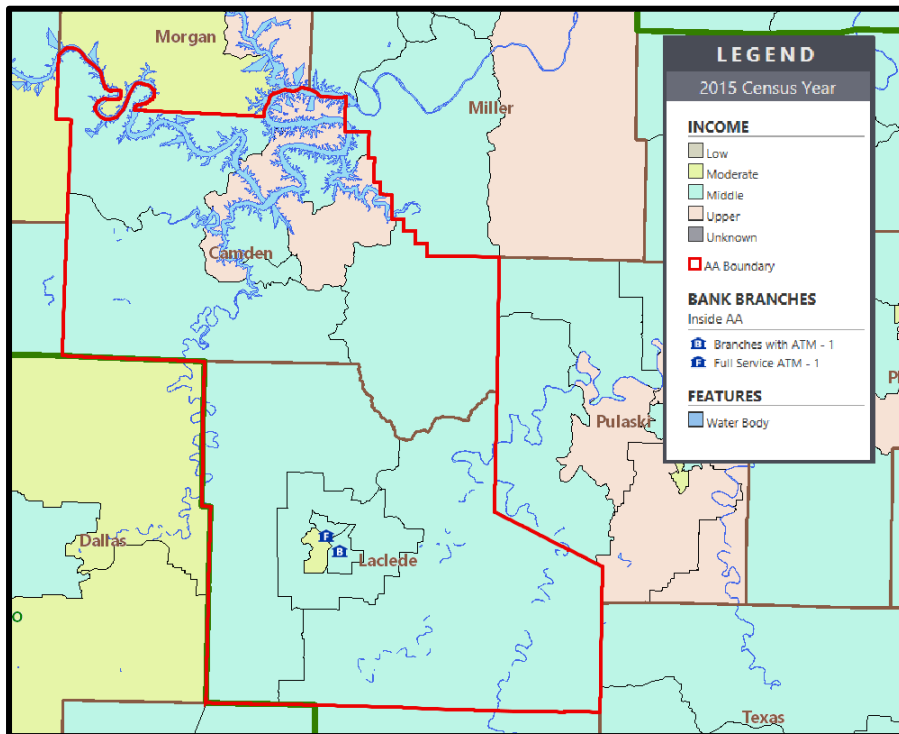 Morgan
Miller
Camden
Pulaski
Dallas
Laclede
Texas
LEGEND
2015 Census Year
INCOME
Low
Moderate
Middle
Upper
Unknown
AA Boundary
BANK BRANCHES
Inside AA
B Branches with ATM - 1
F Full Service ATM - 1
FEATURES
Water Body
F
B